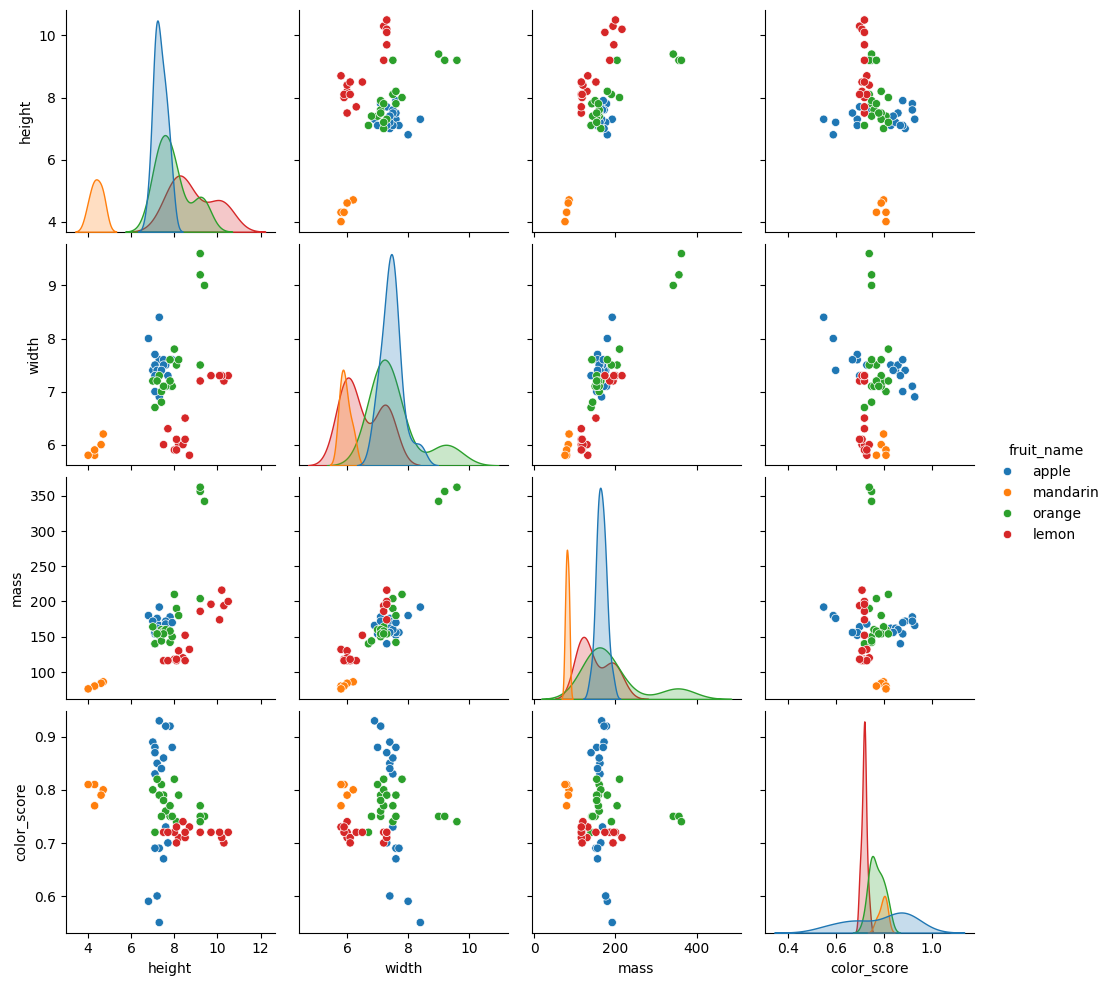 10
8
6
4
height
9
8
7
6
width
350
300
250
200
150
100
mass
0.9
0.8
0.7
0.6
color_score
4 6 8 10 12
height
6 8 10
width
0 200 400
mass
0.4 0.6 0.8 1.0
color_score
fruit_name
apple
mandarin
orange
lemon